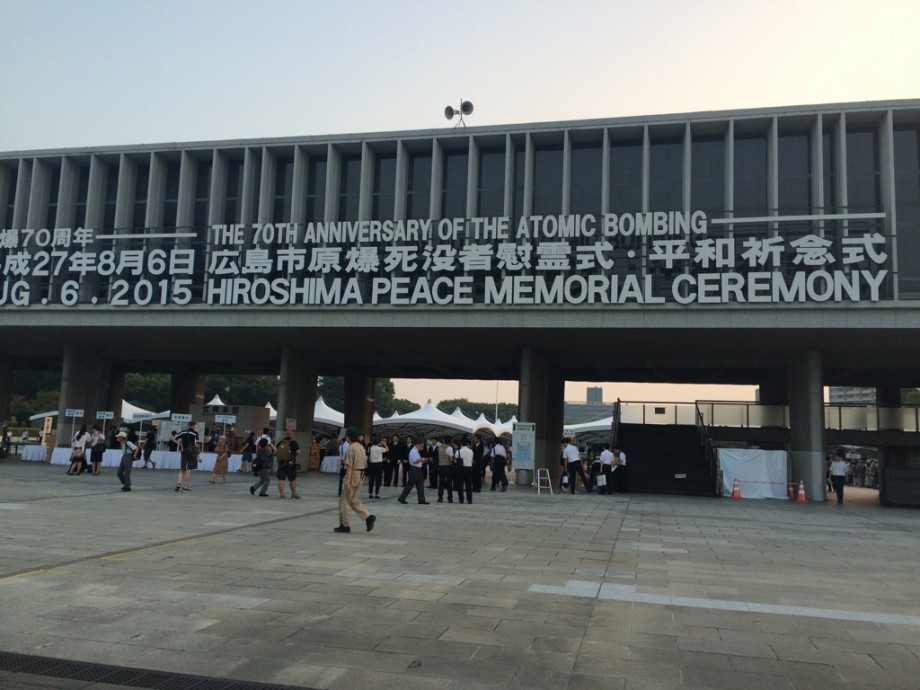 爆70周年
THE 70TH ANNIVERSARY OF THE ATOMIC BOMBING
成27年8月6日 広島市原爆死没者慰霊式・平和祈念式
UG.6.2015 HIROSHIMA PEACE MEMORIAL CEREMONY